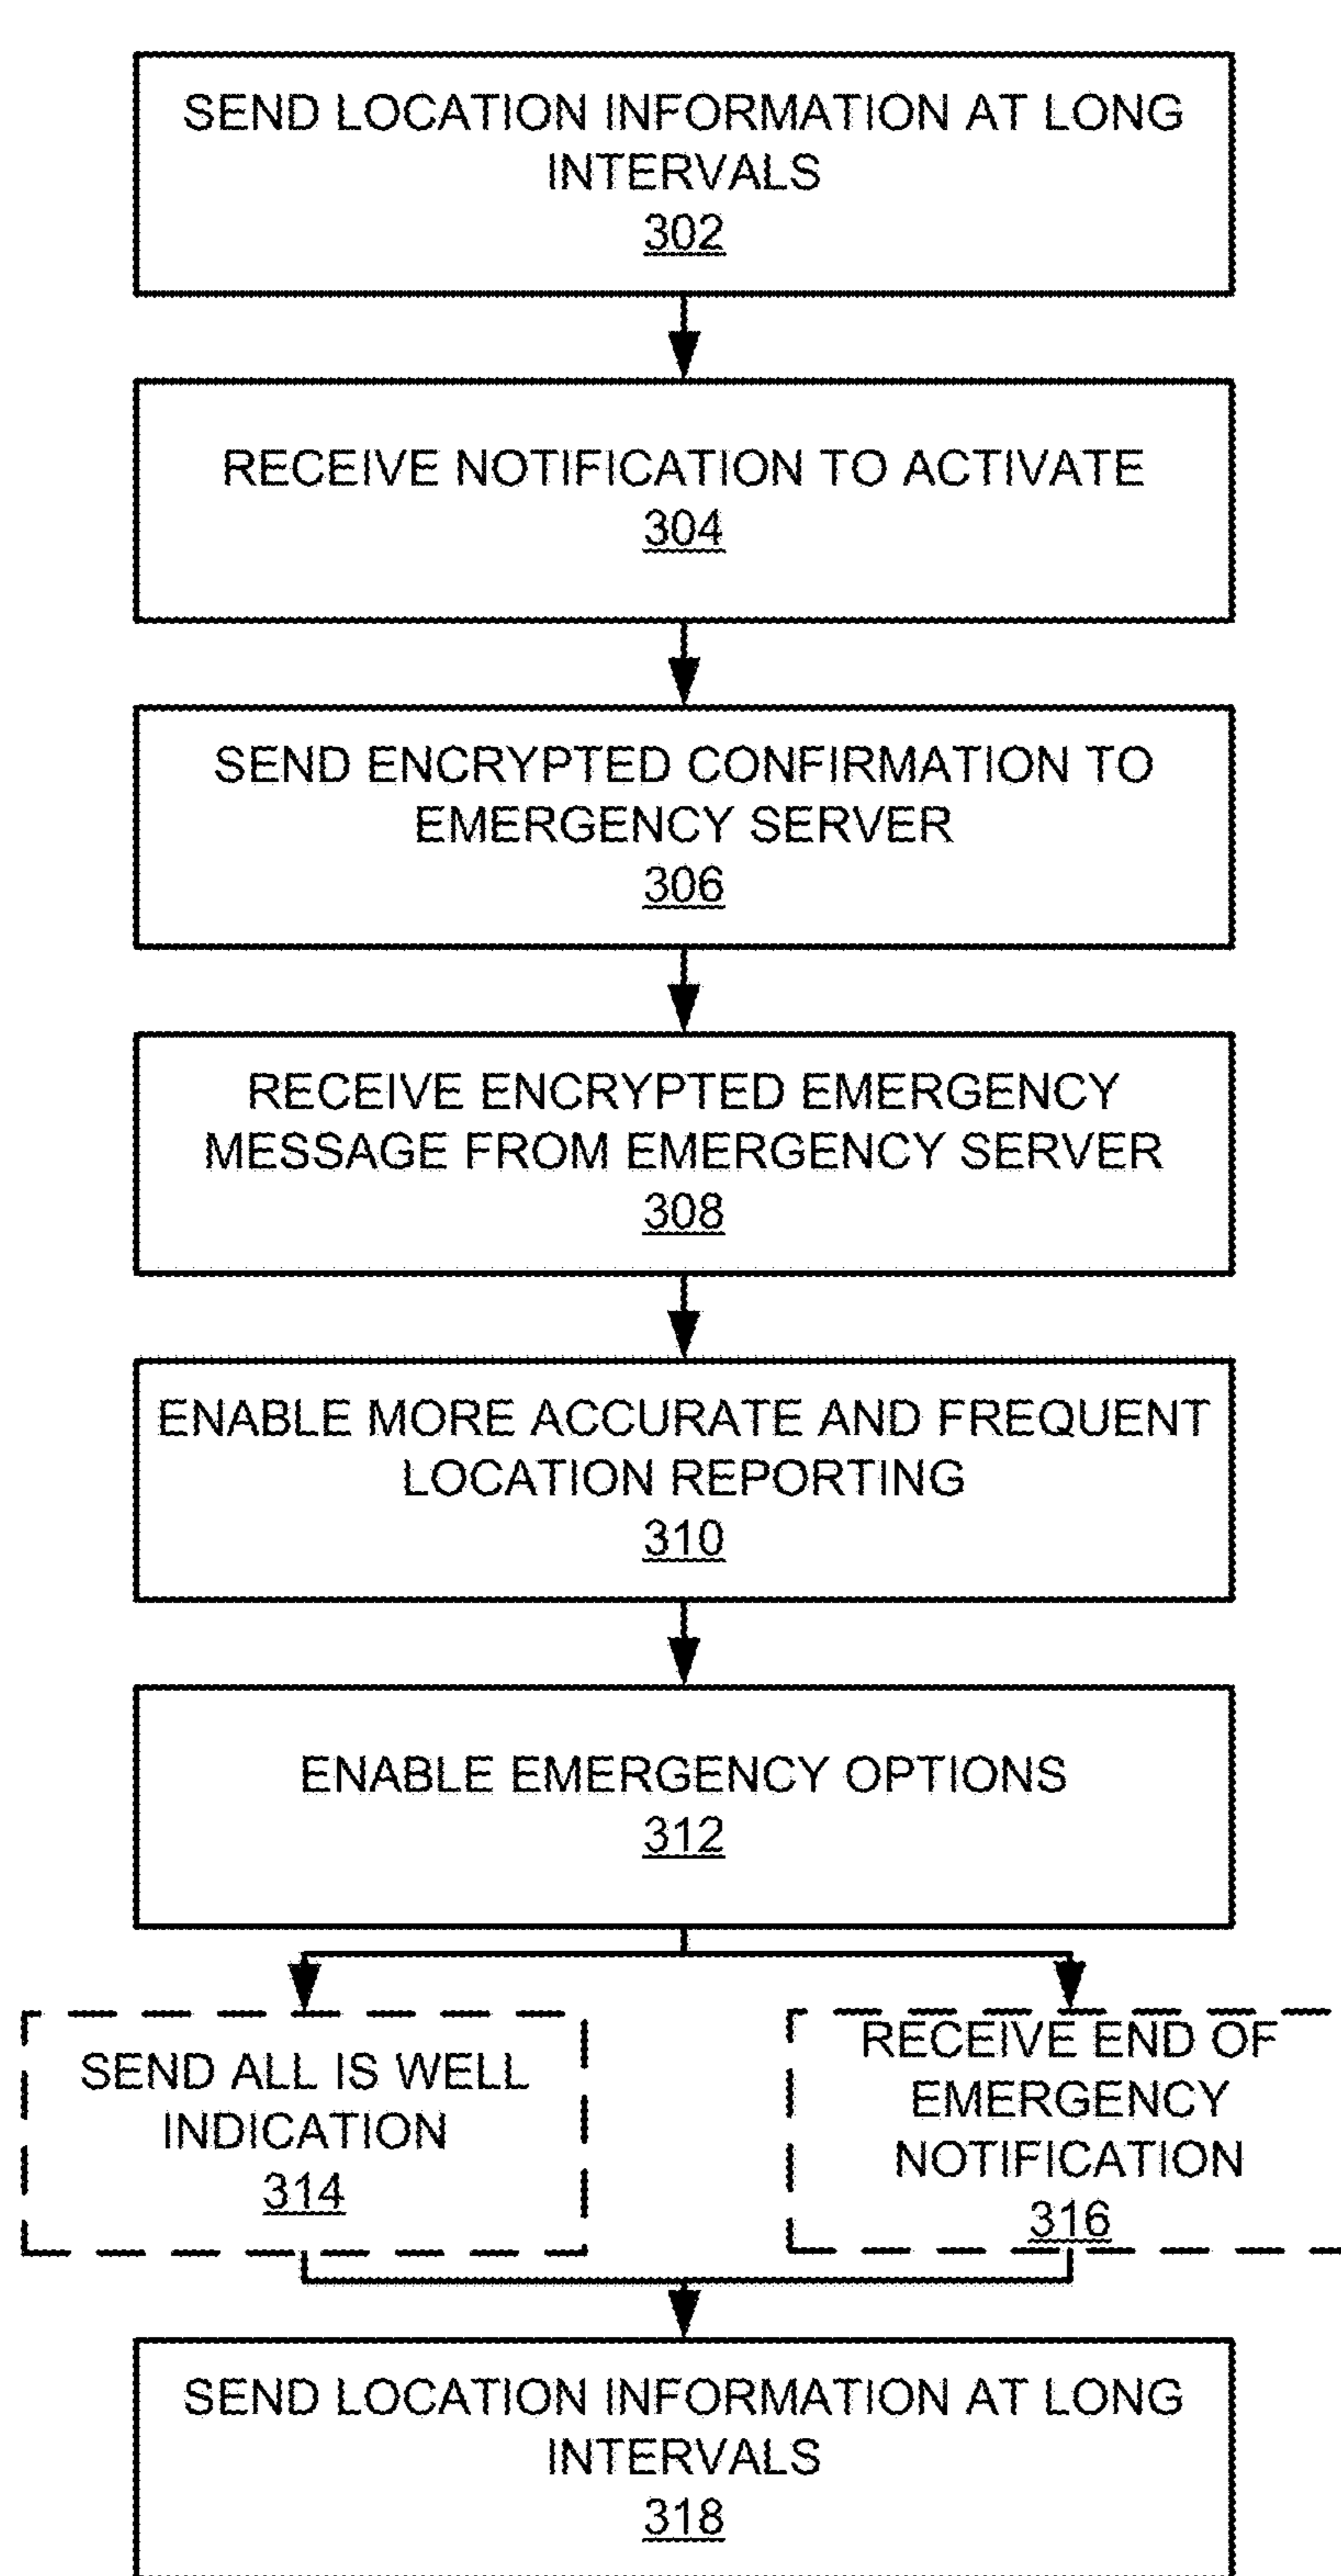 SEND LOCATION INFORMATION AT LONG
INTERVALS
302
RECEIVE NOTIFICATION TO ACTIVATE
304
SEND ENCRYPTED CONFIRMATION TO
EMERGENCY SERVER
306
RECEIVE ENCRYPTED EMERGENCY
MESSAGE FROM EMERGENCY SERVER
308
ENABLE MORE ACCURATE AND FREQUENT
LOCATION REPORTING
310
ENABLE EMERGENCY OPTIONS
312
SEND ALL IS WELL
INDICATION
314
RECEIVE END OF
EMERGENCY
NOTIFICATION
316
SEND LOCATION INFORMATION AT LONG
INTERVALS
318